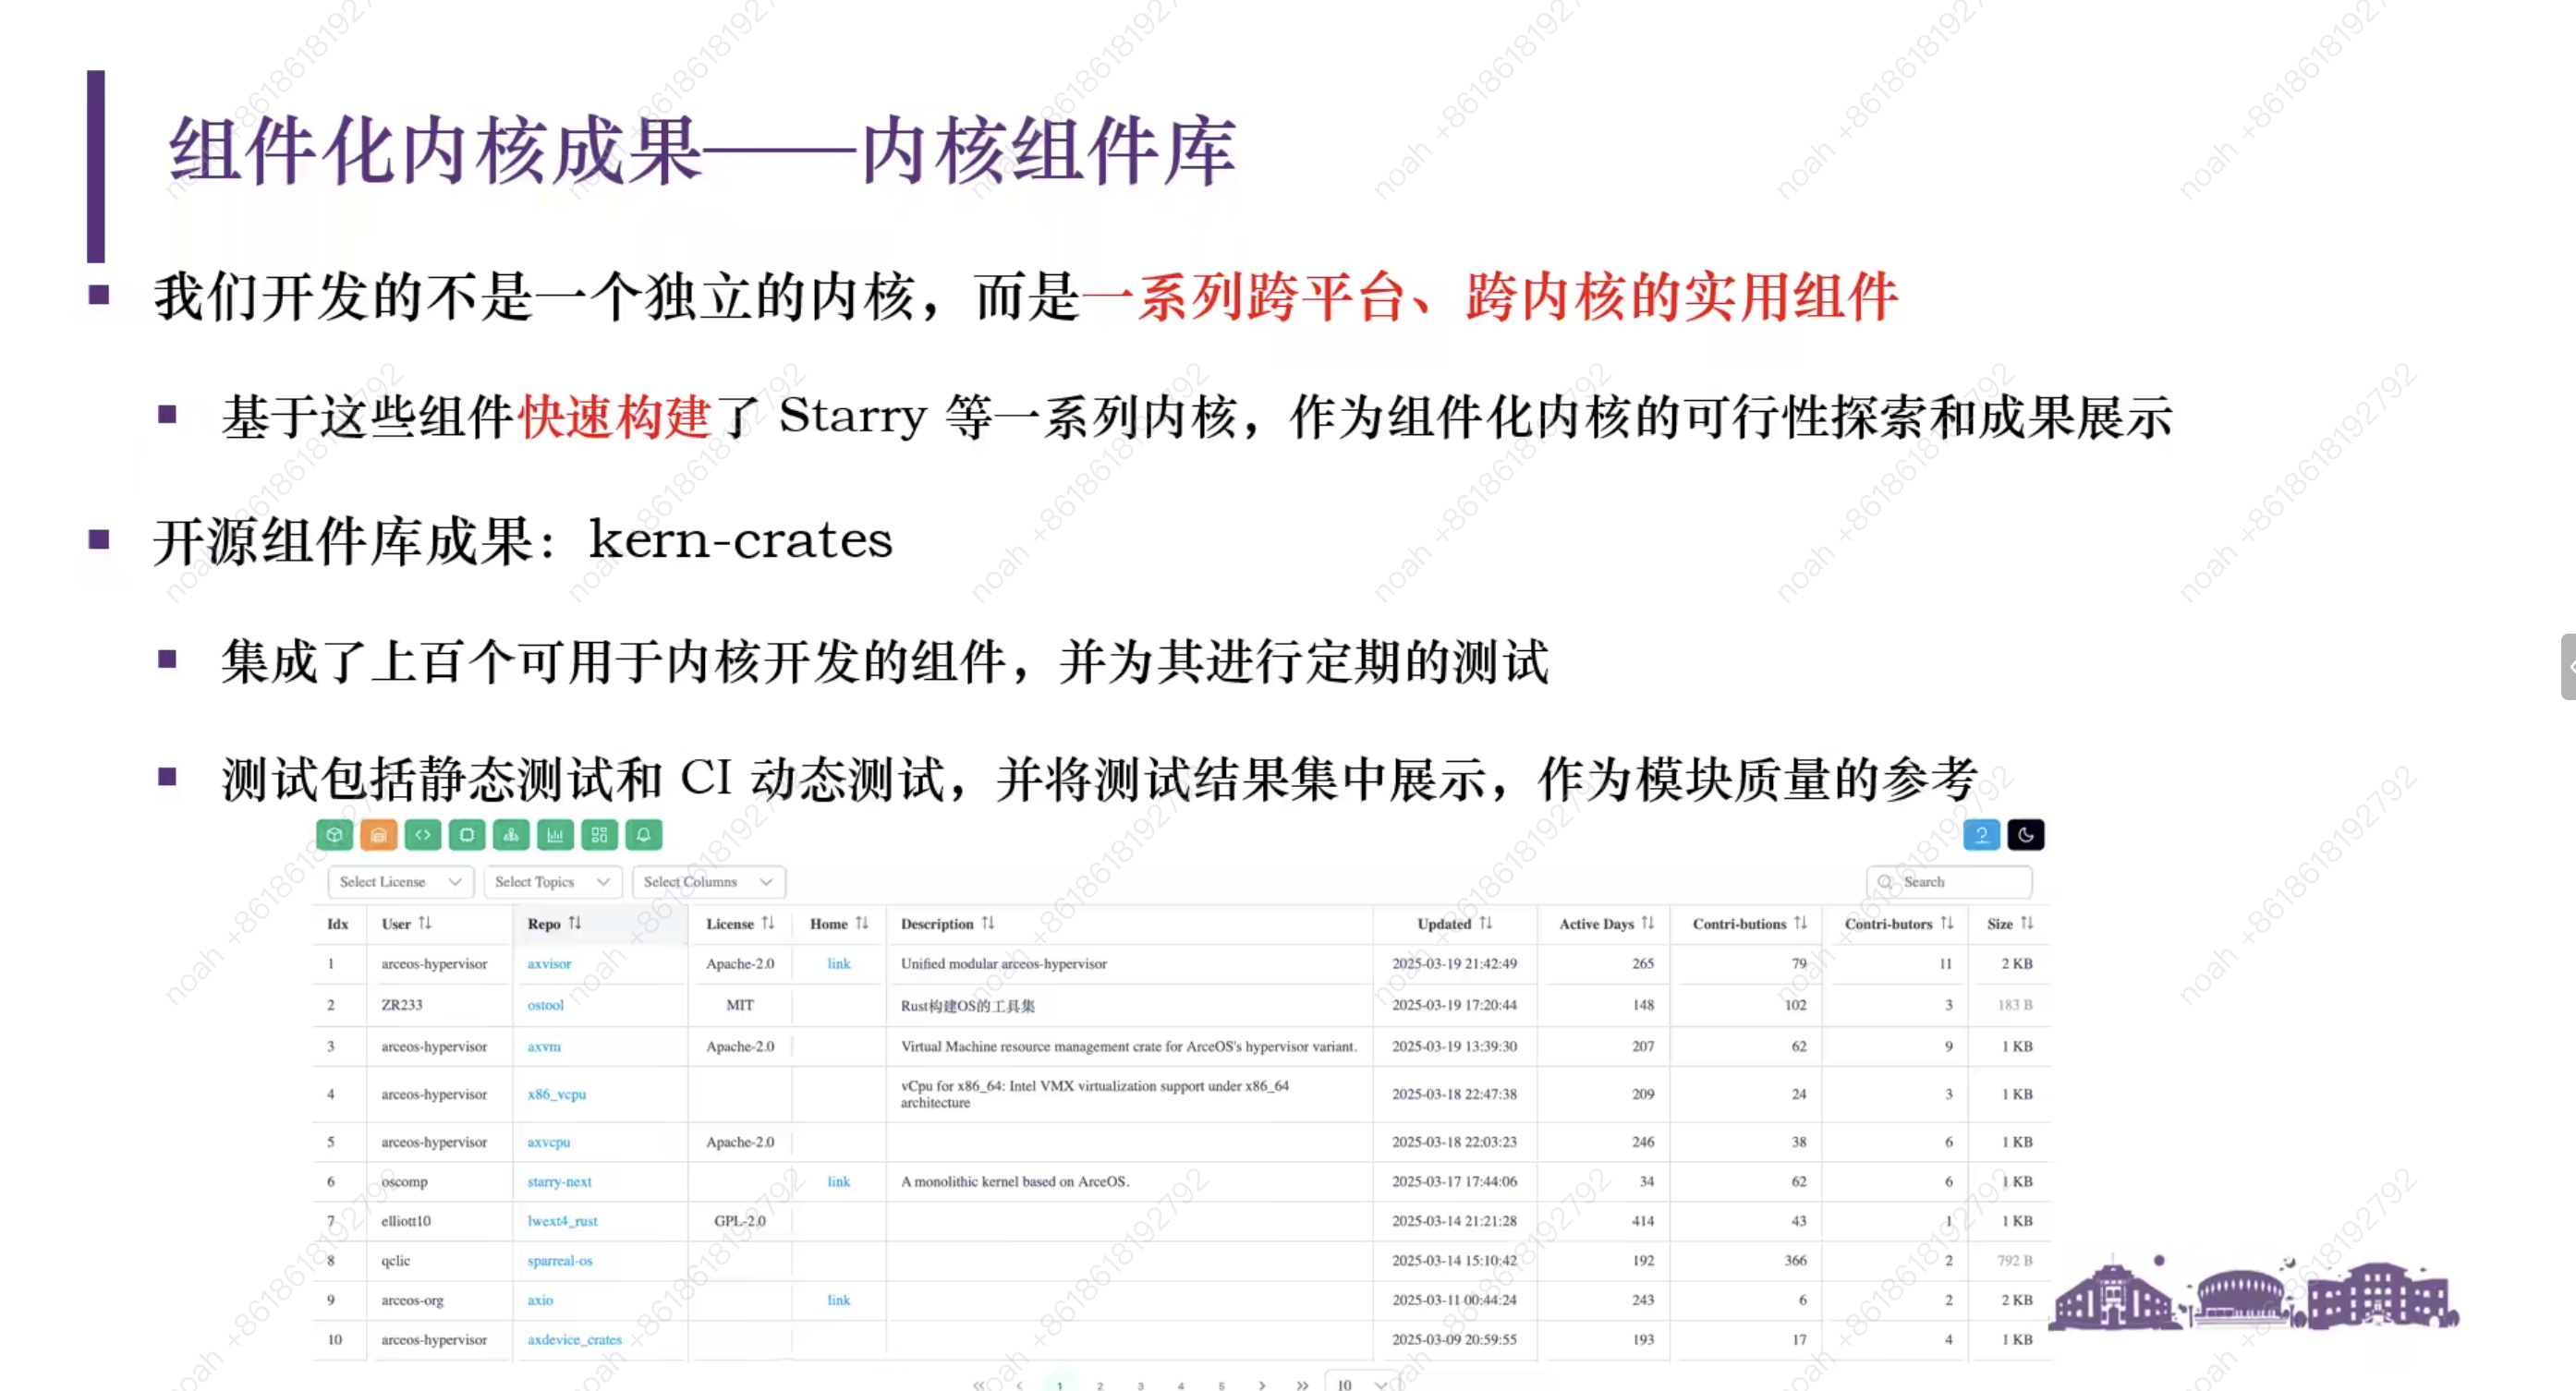 组件化内核成果——内核组件库
我们开发的不是一个独立的内核，而是一系列跨平台、跨内核的实用组件
基于这些组件快速构建了 Starry 等一系列内核，作为组件化内核的可行性探索和成果展示
开源组件库成果：kern-crates
集成了上百个可用于内核开发的组件，并为其进行定期的测试
测试包括静态测试和 CI 动态测试，并将测试结果集中展示，作为模块质量的参考
Select License Select Topics Select Columns Search
Idx User Repo License Home Description Updated Active Days Contri-butions Contri-butors Size
1 arceos-hypervisor axvisor Apache-2.0 link Unified modular arceos-hypervisor 2025-03-19 21:42:49 265 79 11 2 KB
2 ZR233 ostool MIT Rust构建OS的工具集 2025-03-19 17:20:44 148 102 3 183 B
3 arceos-hypervisor axvm Apache-2.0 Virtual Machine resource management crate for ArceOS's hypervisor variant. 2025-03-19 13:39:30 207 62 9 1 KB
4 arceos-hypervisor x86_vcpu vCpu for x86_64: Intel VMX virtualization support under x86_64 architecture 2025-03-18 22:47:38 209 24 3 1 KB
5 arceos-hypervisor axvcpu Apache-2.0 2025-03-18 22:03:23 246 38 6 1 KB
6 oscomp starry-next link A monolithic kernel based on ArceOS. 2025-03-17 17:44:06 34 62 6 1 KB
7 elliott10 lwext4_rust GPL-2.0 2025-03-14 21:21:28 414 43 1 1 KB
8 qclic sparreal-os 2025-03-14 15:10:42 192 366 2 792 B
9 arceos-org axio link 2025-03-11 00:44:24 243 6 2 2 KB
10 arceos-hypervisor axdevice_crates 2025-03-09 20:59:55 193 17 4 1 KB
1 2 3 4 5 10
noah +8618618192792